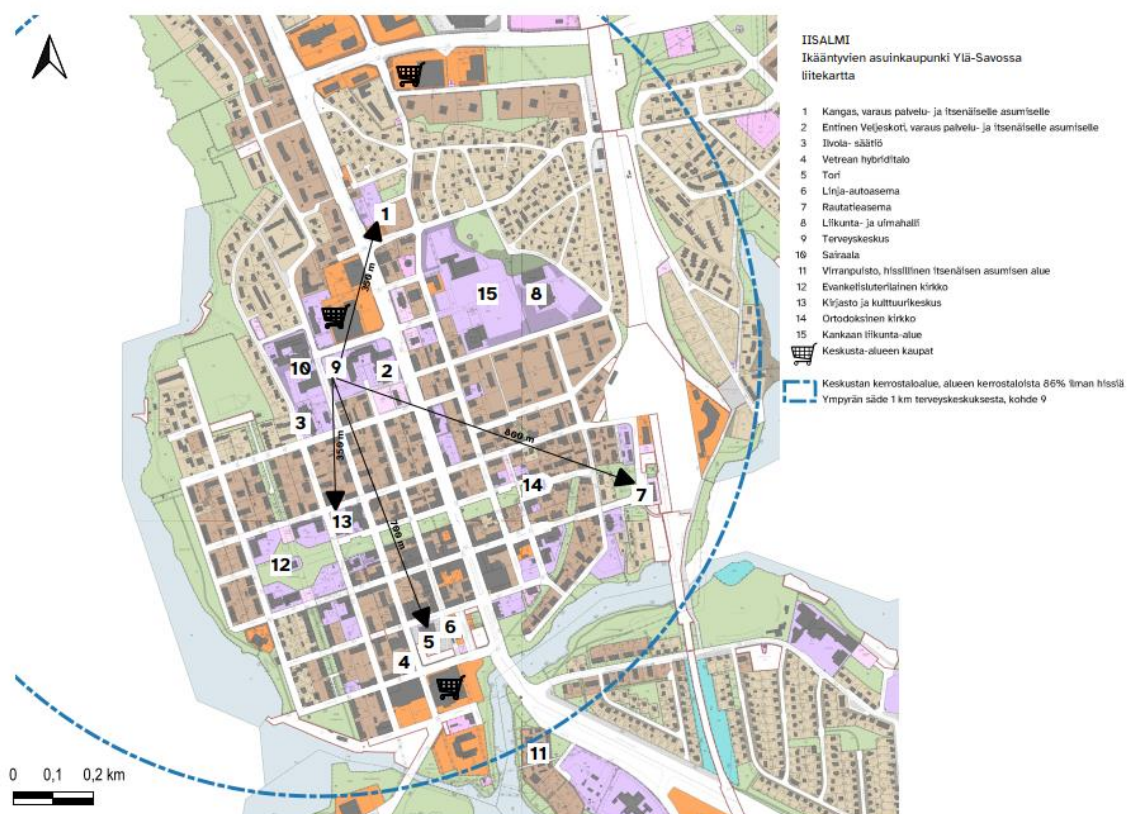 IISALMI
Ikääntyvien asuinkaupunki Ylä-Savossa
liitekartta
1 Kangas, varaus palvelu- ja itsenäiselle asumiselle
2 Entinen Veljeskoti, varaus palvelu- ja itsenäiselle asumiselle
3 Ilvola- säätiö
4 Vetrean hybriditalo
5 Tori
6 Linja-autoasema
7 Rautatieasema
8 Liikunta- ja uimahalli
9 Terveyskeskus
10 Sairaala
11 Virranpuisto, hissillinen itsenäisen asumisen alue
12 Evankelisluterilainen kirkko
13 Kirjasto ja kulttuurikeskus
14 Ortodoksinen kirkko
15 Kankaan liikunta-alue
Keskusta-alueen kaupat
Keskustan kerrostaloalue, alueen kerrostaloista 86% ilman hissiä
Ympyrän säde 1 km terveyskeskuksesta, kohde 9
1
350 m
15
8
10
9
2
3
350 m
800 m
14
7
13
700 m
12
6
5
4
11
0 0,1 0,2 km